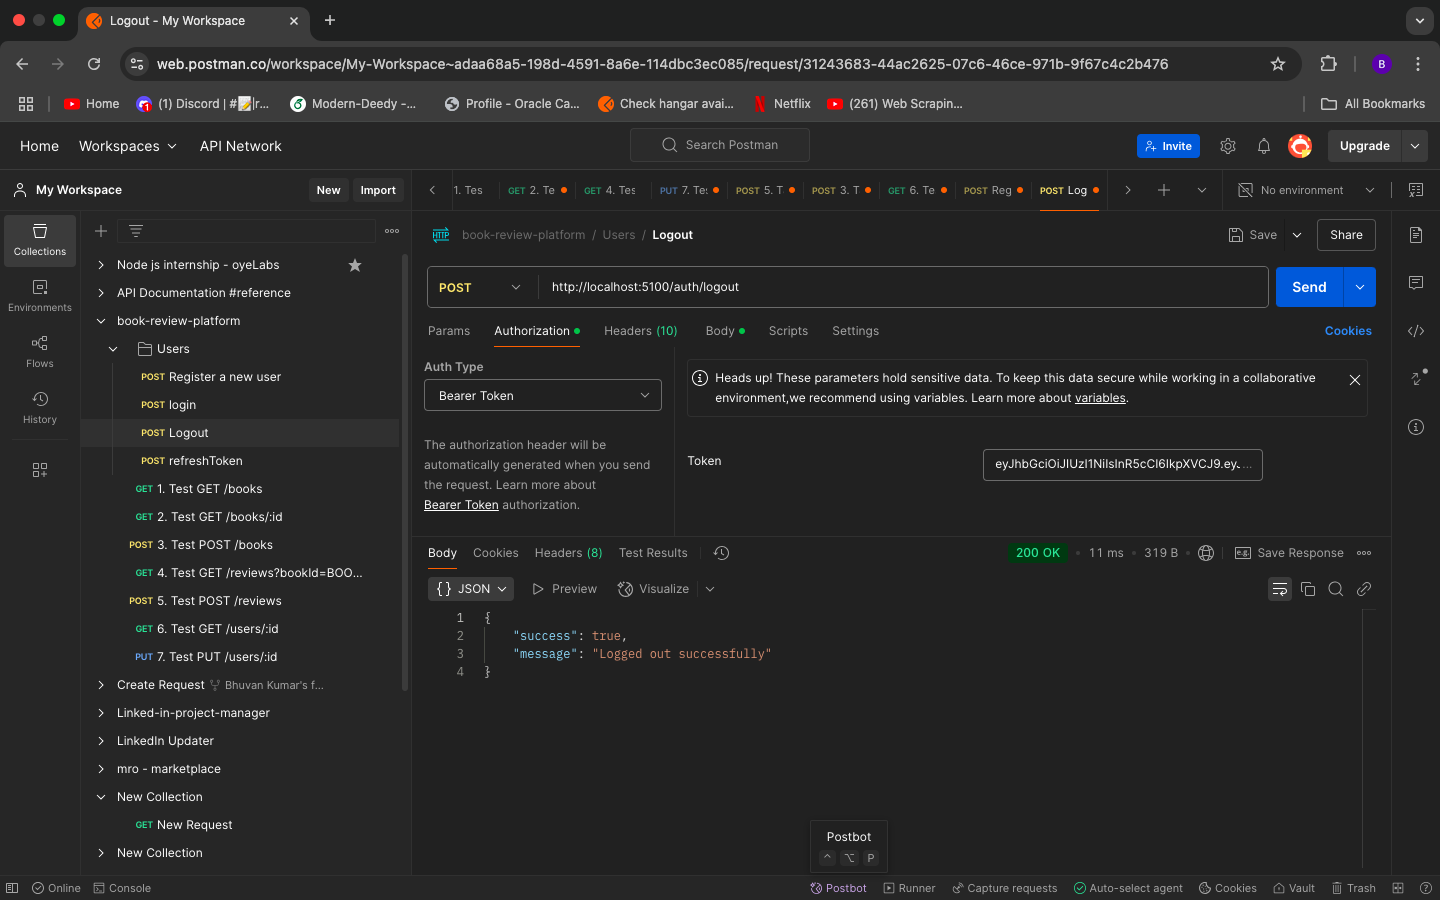 Logout - My Workspace
web.postman.co/workspace/My-Workspace~adaa68a5-198d-4591-8a6e-114dbc3ec085/request/31243683-44ac2625-07c6-46ce-971b-9f67c4c2b476
B
Home
(1) Discord | #📝|r...
Modern-Deedy -...
Profile - Oracle Ca...
Check hangar avai...
Netflix
(261) Web Scrapin...
All Bookmarks
Home Workspaces API Network
Search Postman
Invite
Upgrade
My Workspace
New Import
1. Tes
GET 2. Te
GET 4. Tes
PUT 7. Tes
POST 5. T
POST 3. T
GET 6. Te
POST Reg
POST Log
No environment
Collections
Environments
Flows
History
Node js internship - oyeLabs
API Documentation #reference
book-review-platform
Users
POST Register a new user
POST login
POST Logout
POST refreshToken
GET 1. Test GET /books
GET 2. Test GET /books/:id
POST 3. Test POST /books
GET 4. Test GET /reviews?bookId=BOO...
POST 5. Test POST /reviews
GET 6. Test GET /users/:id
PUT 7. Test PUT /users/:id
Create Request Bhuvan Kumar's f...
Linked-in-project-manager
LinkedIn Updater
mro - marketplace
New Collection
GET New Request
New Collection
HTTP book-review-platform / Users / Logout
Save Share
POST http://localhost:5100/auth/logout
Send
Params Authorization Headers (10) Body Scripts Settings
Cookies
Auth Type
Bearer Token
The authorization header will be
automatically generated when you send
the request. Learn more about
Bearer Token authorization.
Heads up! These parameters hold sensitive data. To keep this data secure while working in a collaborative
environment,we recommend using variables. Learn more about variables.
Token
eyJhbGciOiJIUzI1NiIsInR5cCI6IkpXVCJ9.eyJ...
Body Cookies Headers (8) Test Results
200 OK • 11 ms • 319 B
Save Response
{} JSON Preview Visualize
1 {
2 "success": true,
3 "message": "Logged out successfully"
4 }
Postbot
^ ⌥ P
Online Console
Postbot Runner Capture requests Auto-select agent Cookies Vault Trash